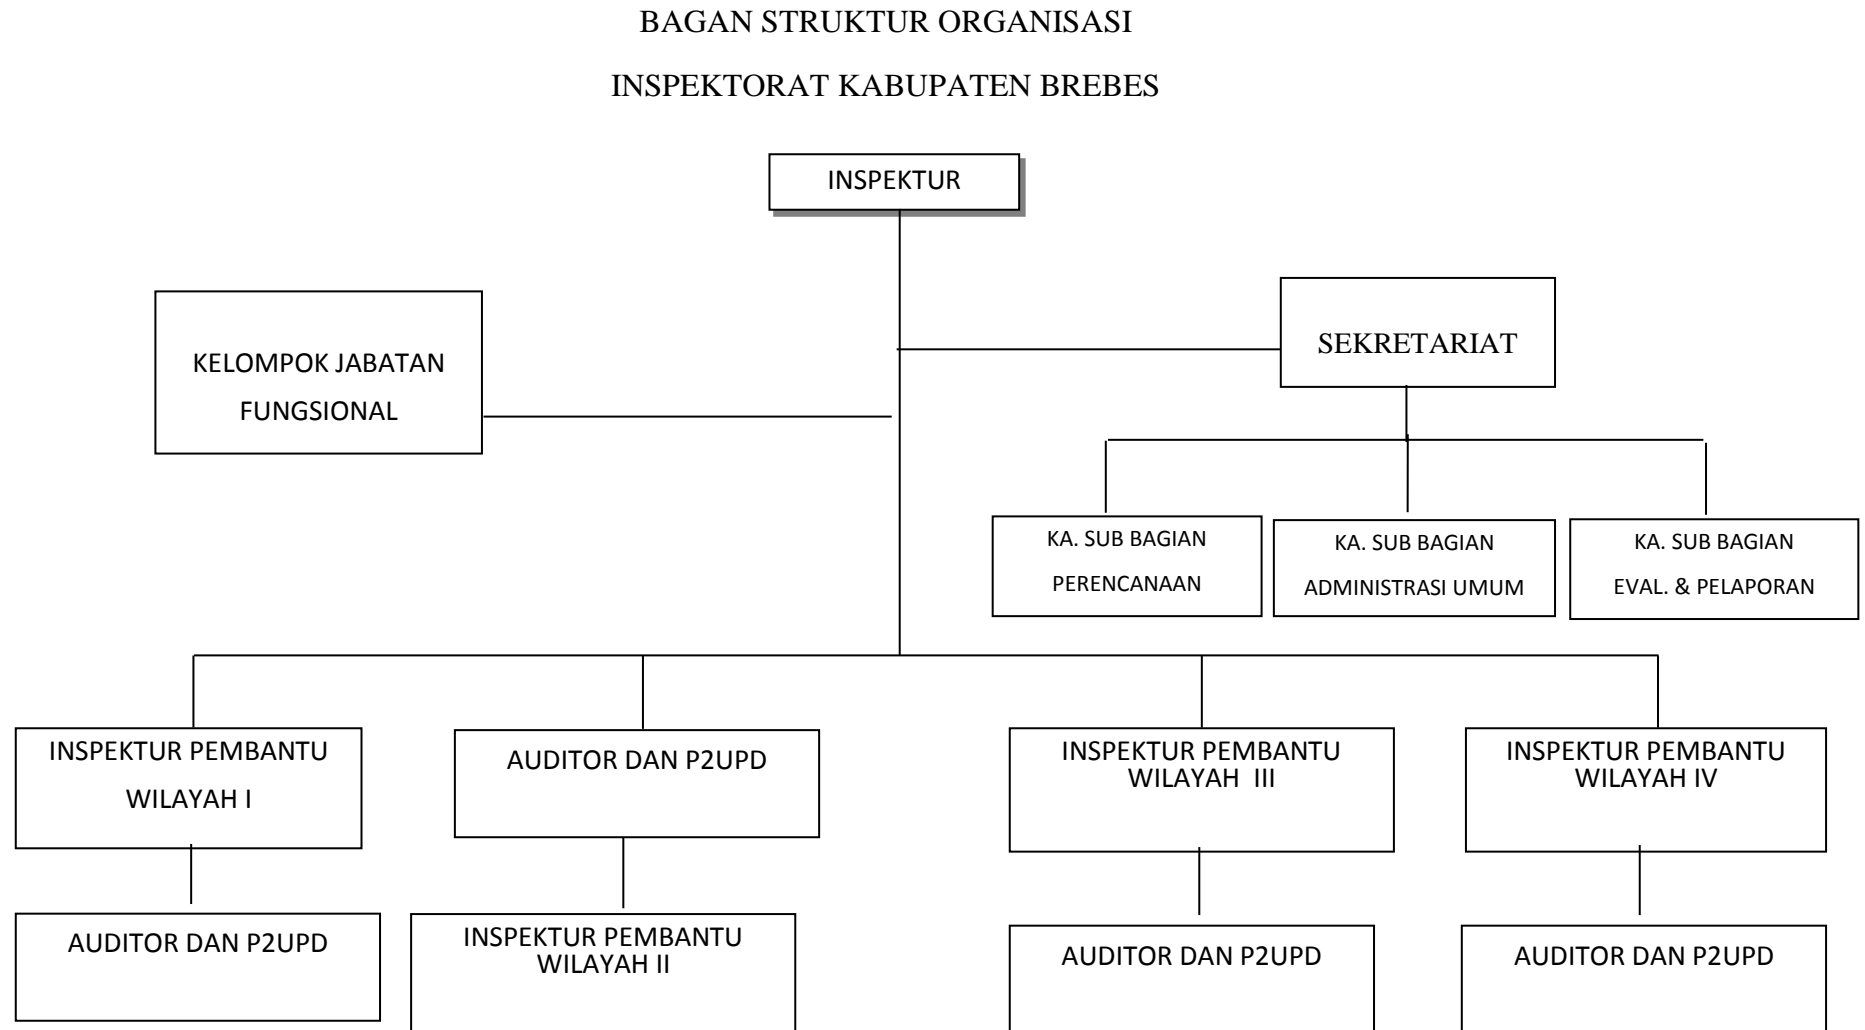 BAGAN STRUKTUR ORGANISASI
INSPEKTORAT KABUPATEN BREBES
INSPEKTUR
KELOMPOK JABATAN
FUNGSIONAL
SEKRETARIAT
KA. SUB BAGIAN
PERENCANAAN
KA. SUB BAGIAN
ADMINISTRASI UMUM
KA. SUB BAGIAN
EVAL. & PELAPORAN
INSPEKTUR PEMBANTU
WILAYAH I
AUDITOR DAN P2UPD
INSPEKTUR PEMBANTU
WILAYAH III
INSPEKTUR PEMBANTU
WILAYAH IV
AUDITOR DAN P2UPD
INSPEKTUR PEMBANTU
WILAYAH II
AUDITOR DAN P2UPD
AUDITOR DAN P2UPD